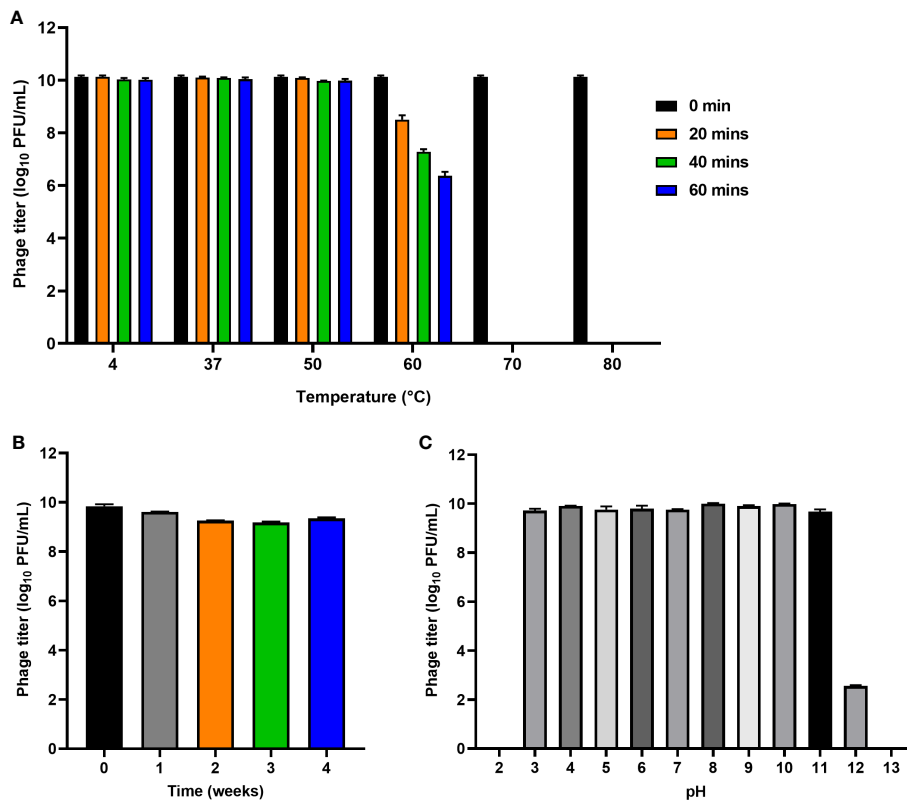 A
Phage titer (log10 PFU/mL)
12
10
8
6
4
2
0
4 37 50 60 70 80
Temperature (°C)
0 min
20 mins
40 mins
60 mins
B
Phage titer (log10 PFU/mL)
12
10
8
6
4
2
0
0 1 2 3 4
Time (weeks)
C
Phage titer (log10 PFU/mL)
12
10
8
6
4
2
0
2 3 4 5 6 7 8 9 10 11 12 13
pH